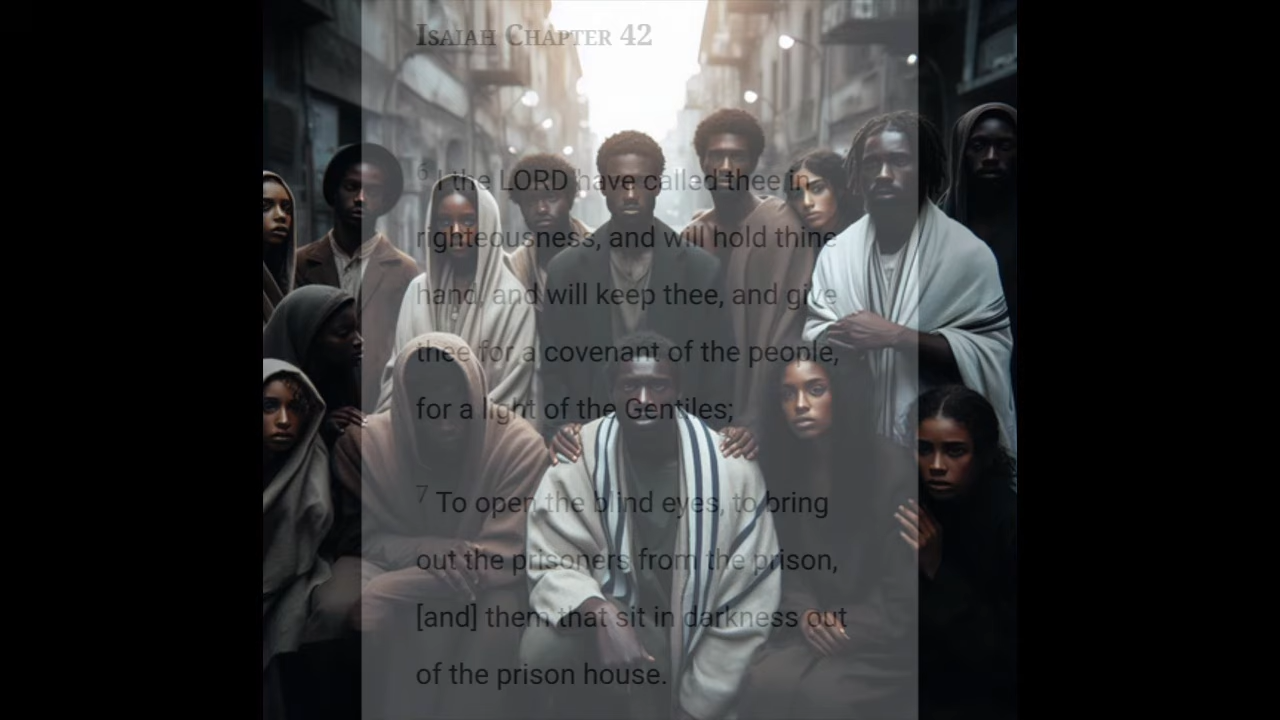 Isaiah Chapter 42
6 I the LORD have called thee in
righteousness, and will hold thine
hand, and will keep thee, and give
thee for a covenant of the people,
for a light of the Gentiles;
7 To open the blind eyes, to bring
out the prisoners from the prison,
[and] them that sit in darkness out
of the prison house.